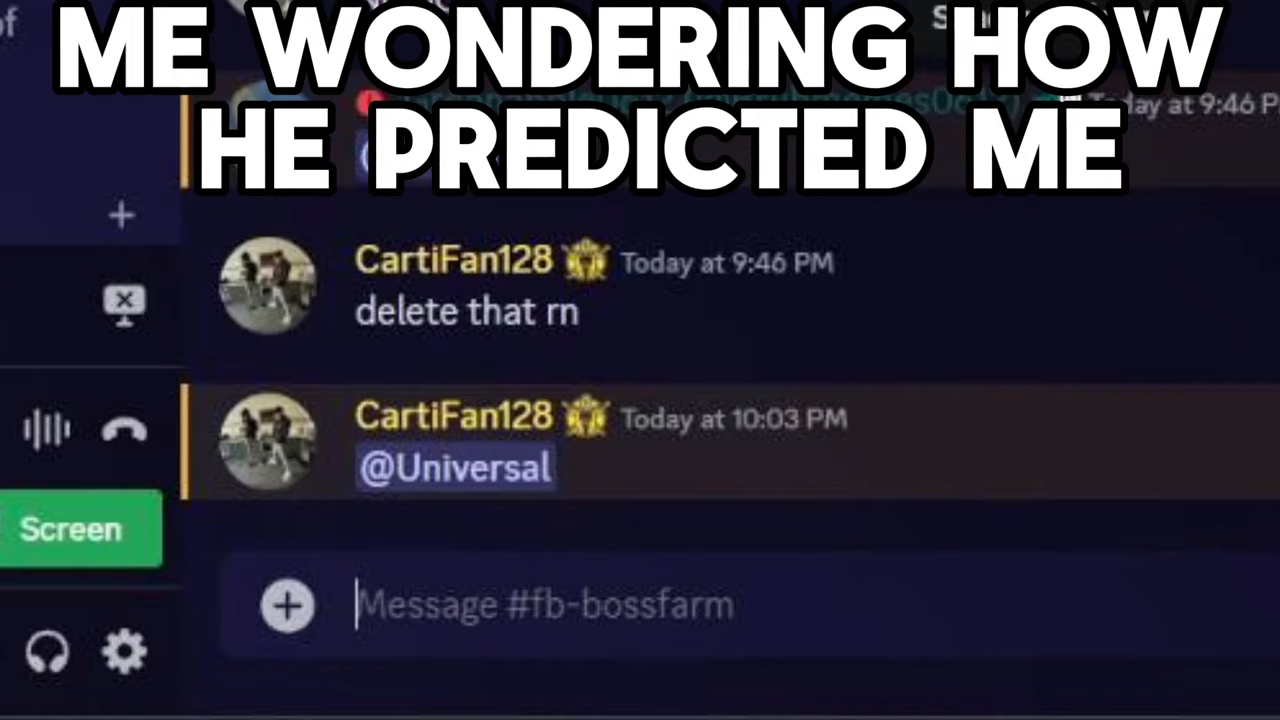 of
ME WONDERING HOW
HE PREDICTED ME
Today at 9:46 P
CartiFan128 Today at 9:46 PM
delete that rn
CartiFan128 Today at 10:03 PM
@Universal
Screen
Message #fb-bossfarm